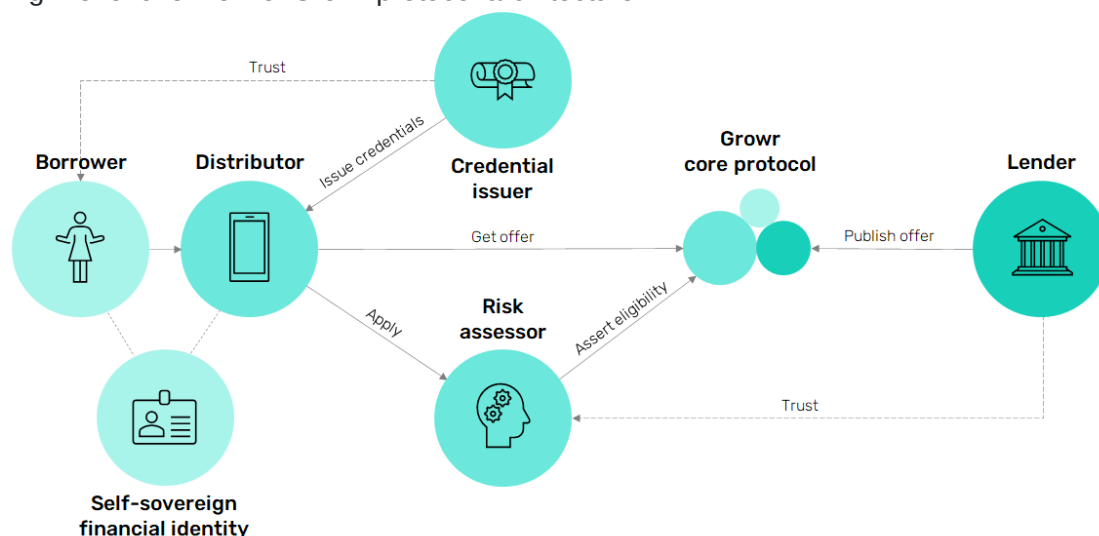 Trust
Issue credentials
Credential
issuer
Borrower
Distributor
Growr
core protocol
Lender
Get offer
Publish offer
Apply
Risk
assessor
Assert eligibility
Trust
Self-sovereign
financial identity